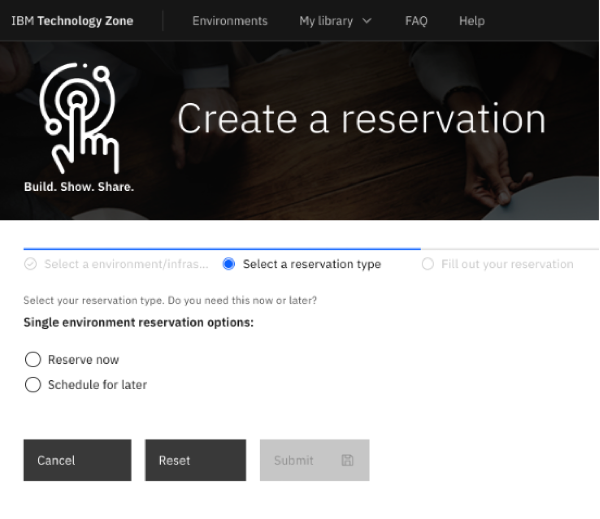 IBM Technology Zone Environments My library FAQ Help
Create a reservation
Build. Show. Share.
Select a environment/infras... Select a reservation type Fill out your reservation
Select your reservation type. Do you need this now or later?
Single environment reservation options:
Reserve now
Schedule for later
Cancel Reset Submit